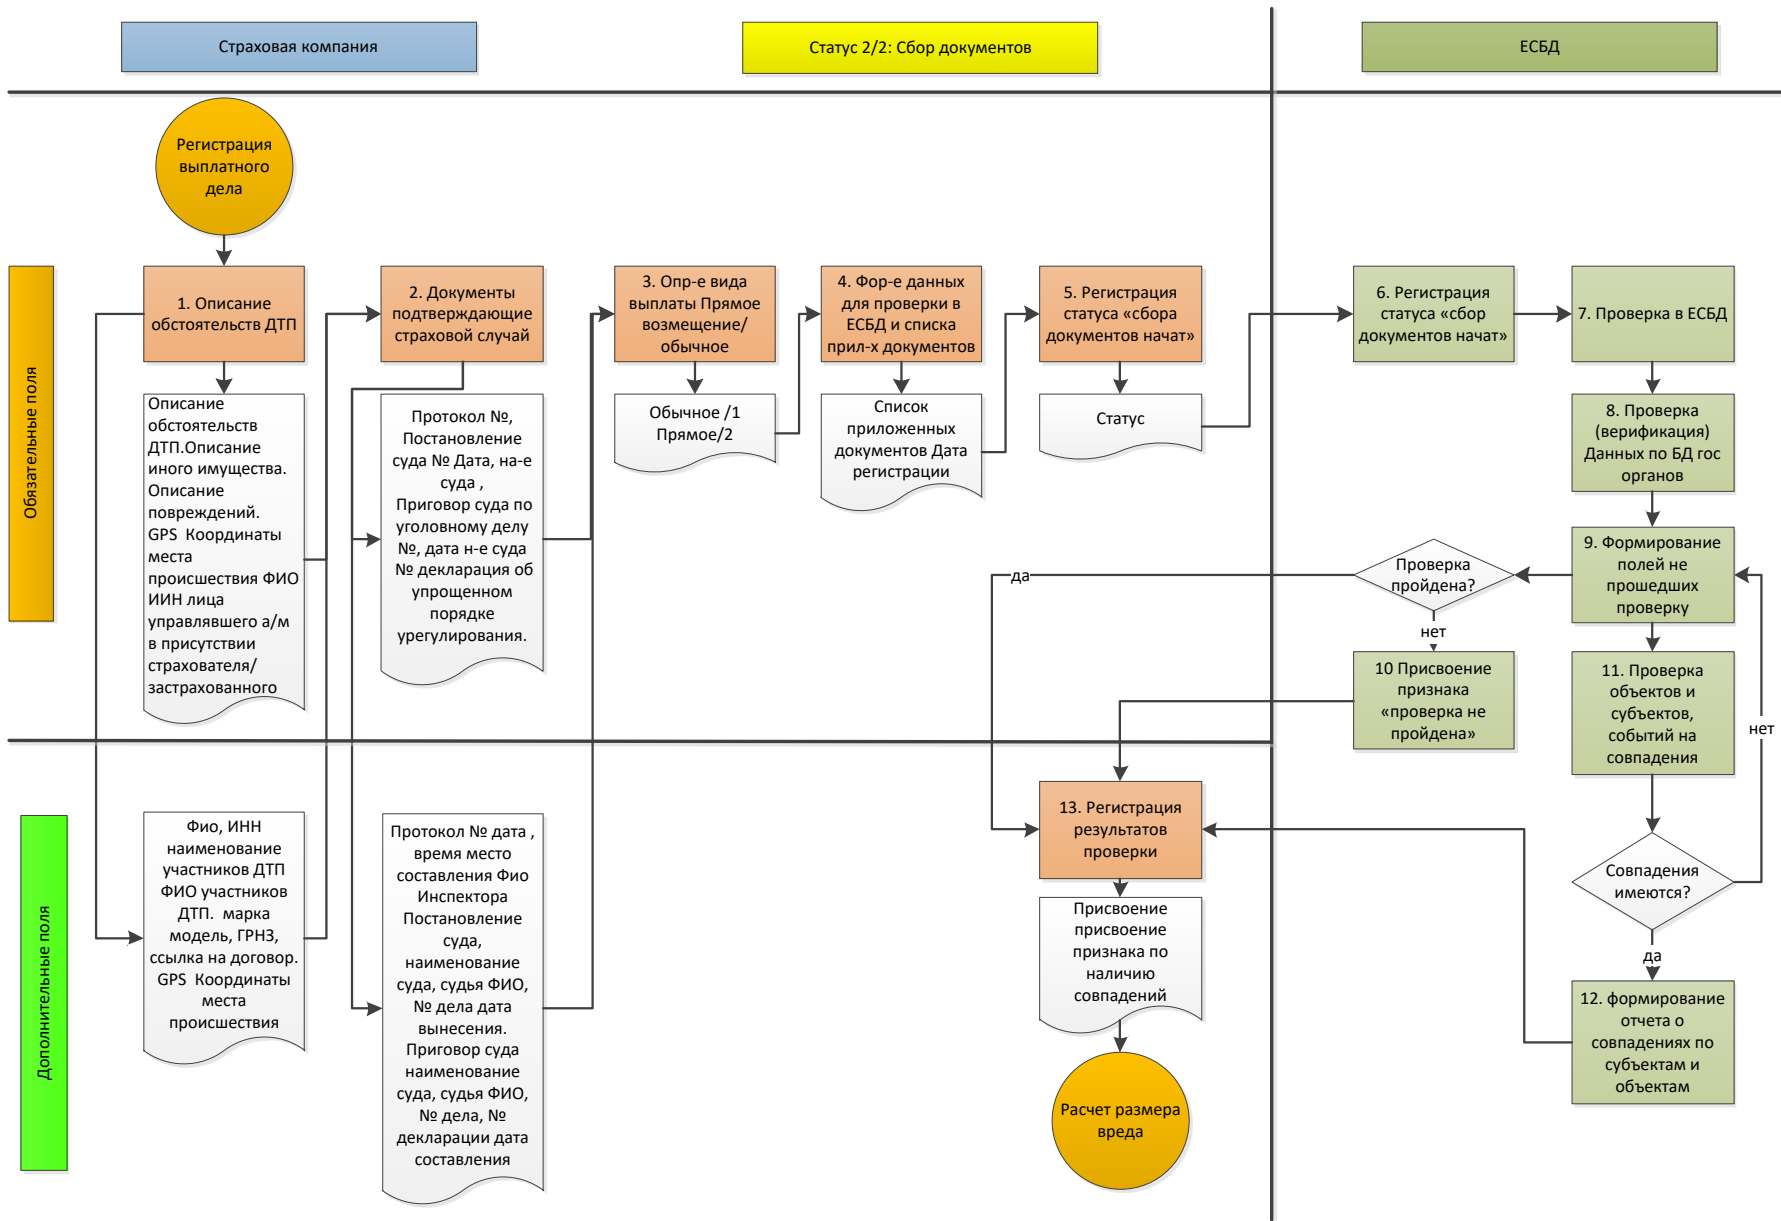 Страховая компания
Статус 2/2: Сбор документов
ЕСБД
Регистрация
выплатного
дела
Обязательные поля
1. Описание
обстоятельств ДТП
2. Документы
подтверждающие
страховой случай
3. Опр-е вида
выплаты Прямое
возмещение/
обычное
4. Фор-е данных
для проверки в
ЕСБД и списка
прил-х документов
5. Регистрация
статуса «сбора
документов начат»
6. Регистрация
статуса «сбор
документов начат»
7. Проверка в ЕСБД
Описание
обстоятельств
ДТП.Описание
иного имущества.
Описание
повреждений.
GPS Координаты
места
происшествия ФИО
ИИН лица
управлявшего а/м
в присутствии
страхователя/
застрахованного
Протокол №,
Постановление
суда № Дата, на-е
суда ,
Приговор суда по
уголовному делу
№, дата н-е суда
№ декларация об
упрощенном
порядке
урегулирования.
Обычное /1
Прямое/2
Список
приложенных
документов Дата
регистрации
Статус
8. Проверка
(верификация)
Данных по БД гос
органов
9. Формирование
полей не
прошедших
проверку
Проверка
пройдена?
да
нет
10 Присвоение
признака
«проверка не
пройдена»
11. Проверка
объектов и
субъектов,
событий на
совпадения
нет
Дополнительные поля
Фио, ИНН
наименование
участников ДТП
ФИО участников
ДТП. марка
модель, ГРНЗ,
ссылка на договор.
GPS Координаты
места
происшествия
Протокол № дата ,
время место
составления Фио
Инспектора
Постановление
суда,
наименование
суда, судья ФИО,
№ дела дата
вынесения.
Приговор суда
наименование
суда, судья ФИО,
№ дела, №
декларации дата
составления
13. Регистрация
результатов
проверки
Присвоение
присвоение
признака по
наличию
совпадений
Расчет размера
вреда
Совпадения
имеются?
да
12. формирование
отчета о
совпадениях по
субъектам и
объектам